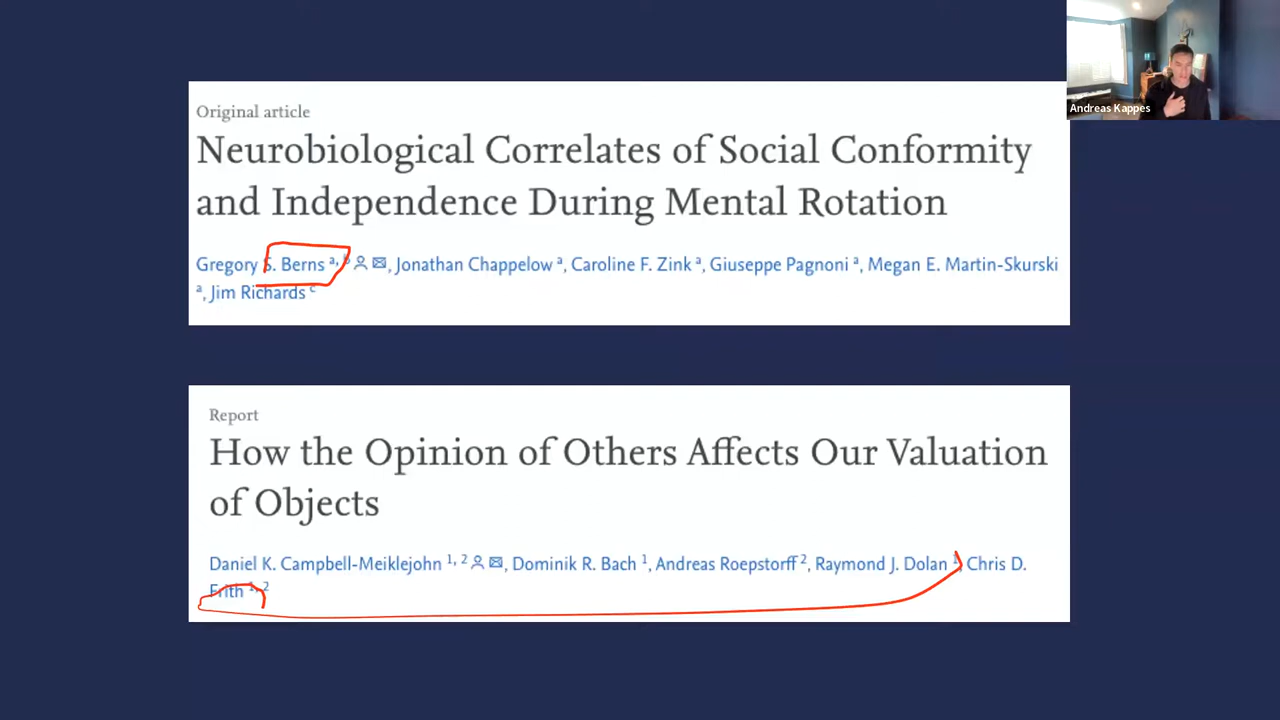 Original article
Neurobiological Correlates of Social Conformity
and Independence During Mental Rotation
Gregory S. Berns a, b, Jonathan Chappelow a, Caroline F. Zink a, Giuseppe Pagnoni a, Megan E. Martin-Skurski
a, Jim Richards c
Report
How the Opinion of Others Affects Our Valuation
of Objects
Daniel K. Campbell-Meiklejohn 1, 2, Dominik R. Bach 1, Andreas Roepstorff 2, Raymond J. Dolan 1, Chris D.
Frith 1, 2
Andreas Kappes